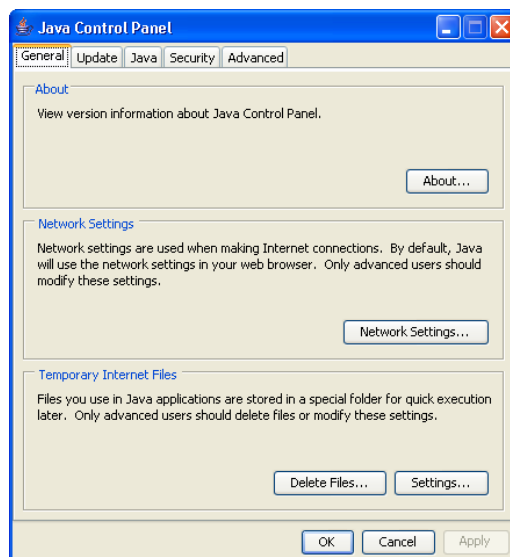 Java Control Panel
General Update Java Security Advanced
About
View version information about Java Control Panel.
About...
Network Settings
Network settings are used when making Internet connections. By default, Java
will use the network settings in your web browser. Only advanced users should
modify these settings.
Network Settings...
Temporary Internet Files
Files you use in Java applications are stored in a special folder for quick execution
later. Only advanced users should delete files or modify these settings.
Delete Files... Settings...
OK Cancel Apply